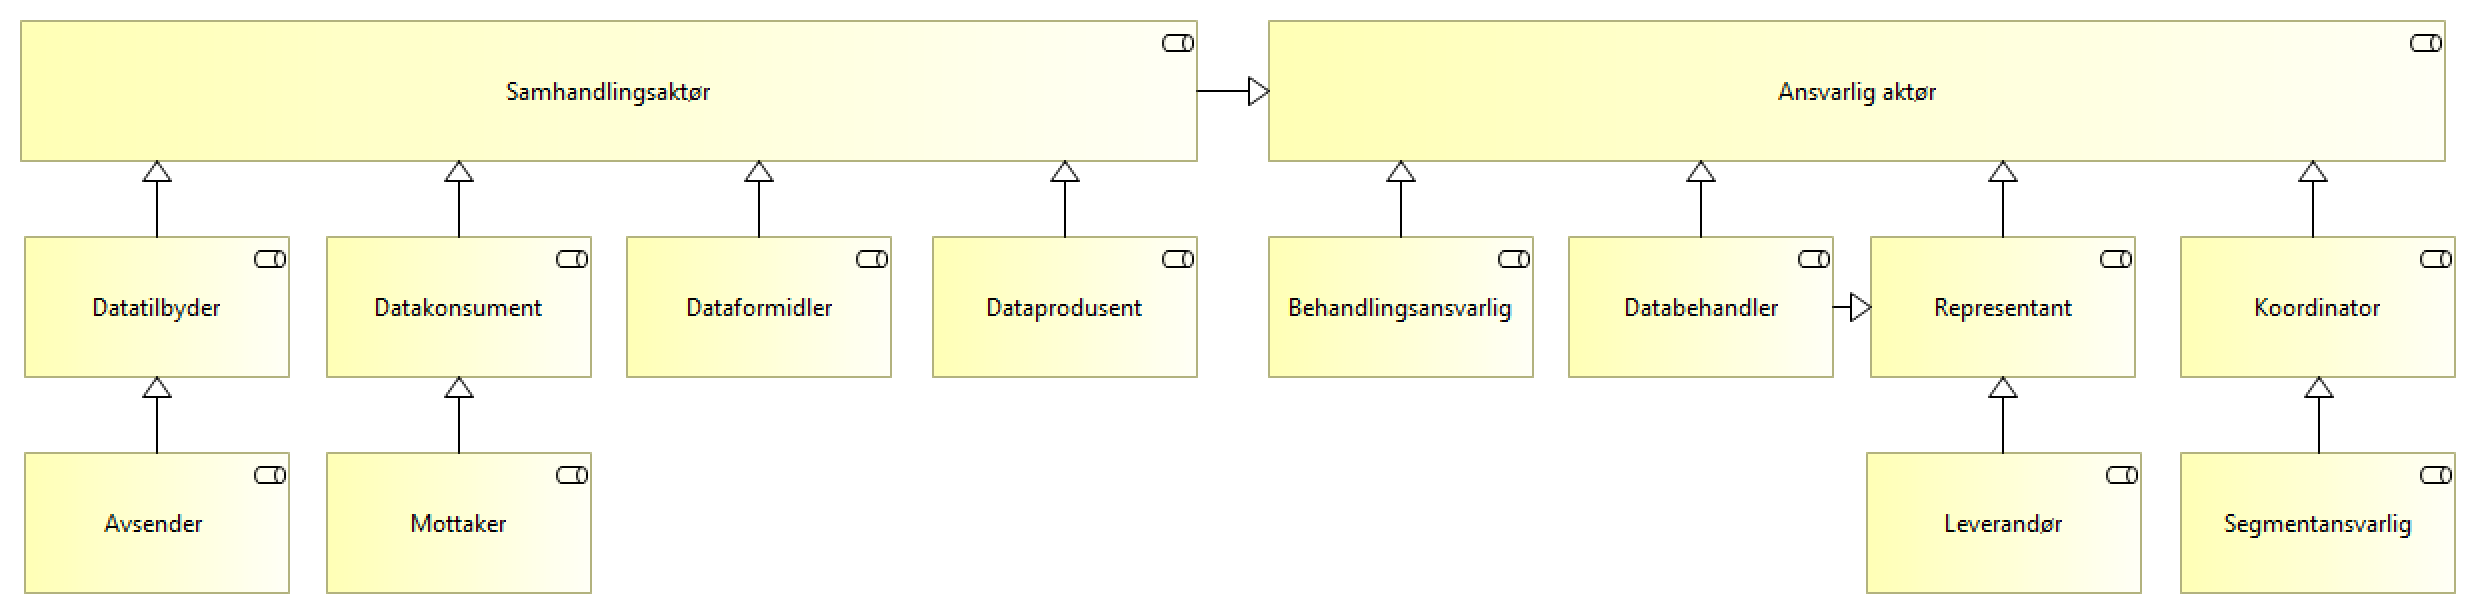 Samhandlingsaktør
Ansvarlig aktør
Datatilbyder
Datakonsument
Dataformidler
Dataprodusent
Behandlingsansvarlig
Databehandler
Representant
Koordinator
Avsender
Mottaker
Leverandør
Segmentansvarlig